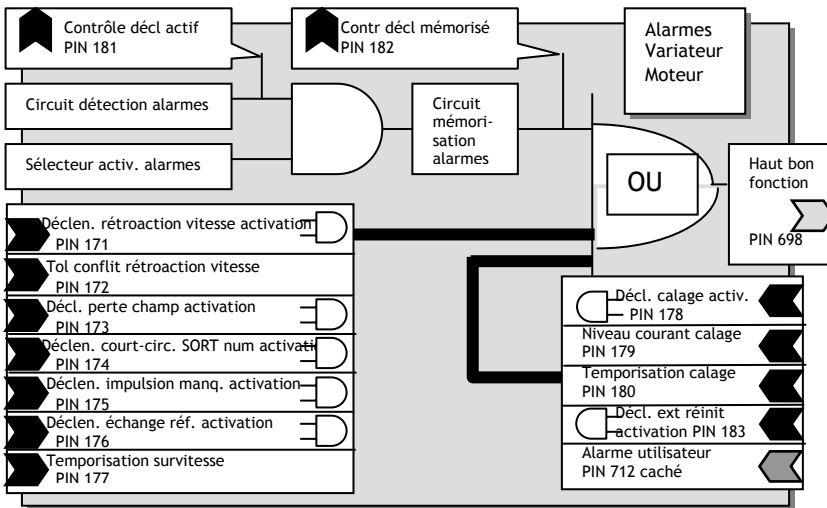 Contrôle décl actif
PIN 181
Contr décl mémorisé
PIN 182
Alarmes
Variateur
Moteur
Circuit détection alarmes
Sélecteur activ. alarmes
Circuit
mémori-
sation
alarmes
OU
Haut bon
fonction
PIN 698
Déclen. rétroaction vitesse activation
PIN 171
Tol conflit rétroaction vitesse
PIN 172
Décl. perte champ activation
PIN 173
Déclen. court-circ. SORT num activati
PIN 174
Déclen. impulsion manq. activation
PIN 175
Déclen. échange réf. activation
PIN 176
Temporisation survitesse
PIN 177
Décl. calage activ.
PIN 178
Niveau courant calage
PIN 179
Temporisation calage
PIN 180
Décl. ext réinit
activation PIN 183
Alarme utilisateur
PIN 712 caché